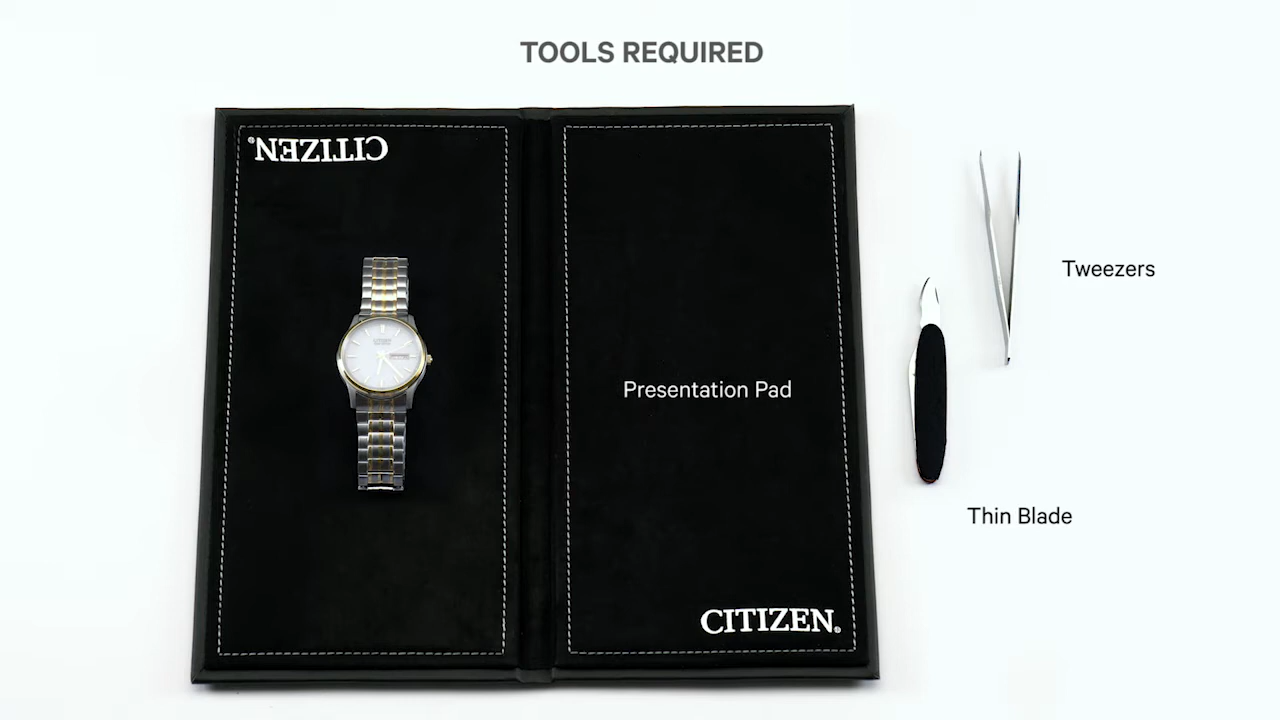 TOOLS REQUIRED
CITIZEN®
Tweezers
Presentation Pad
Thin Blade
CITIZEN®